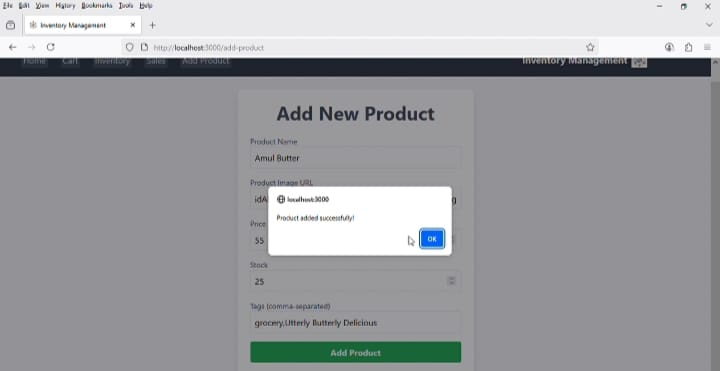 File Edit View History Bookmarks Tools Help
Inventory Management
http://localhost:3000/add-product
Home Cart Inventory Sales Add Product Inventory Management
Add New Product
Product Name
Amul Butter
Product Image URL
idA
localhost:3000
Product added successfully!
Price
55
OK
Stock
25
Tags (comma-separated)
grocery,Utterly Butterly Delicious
Add Product